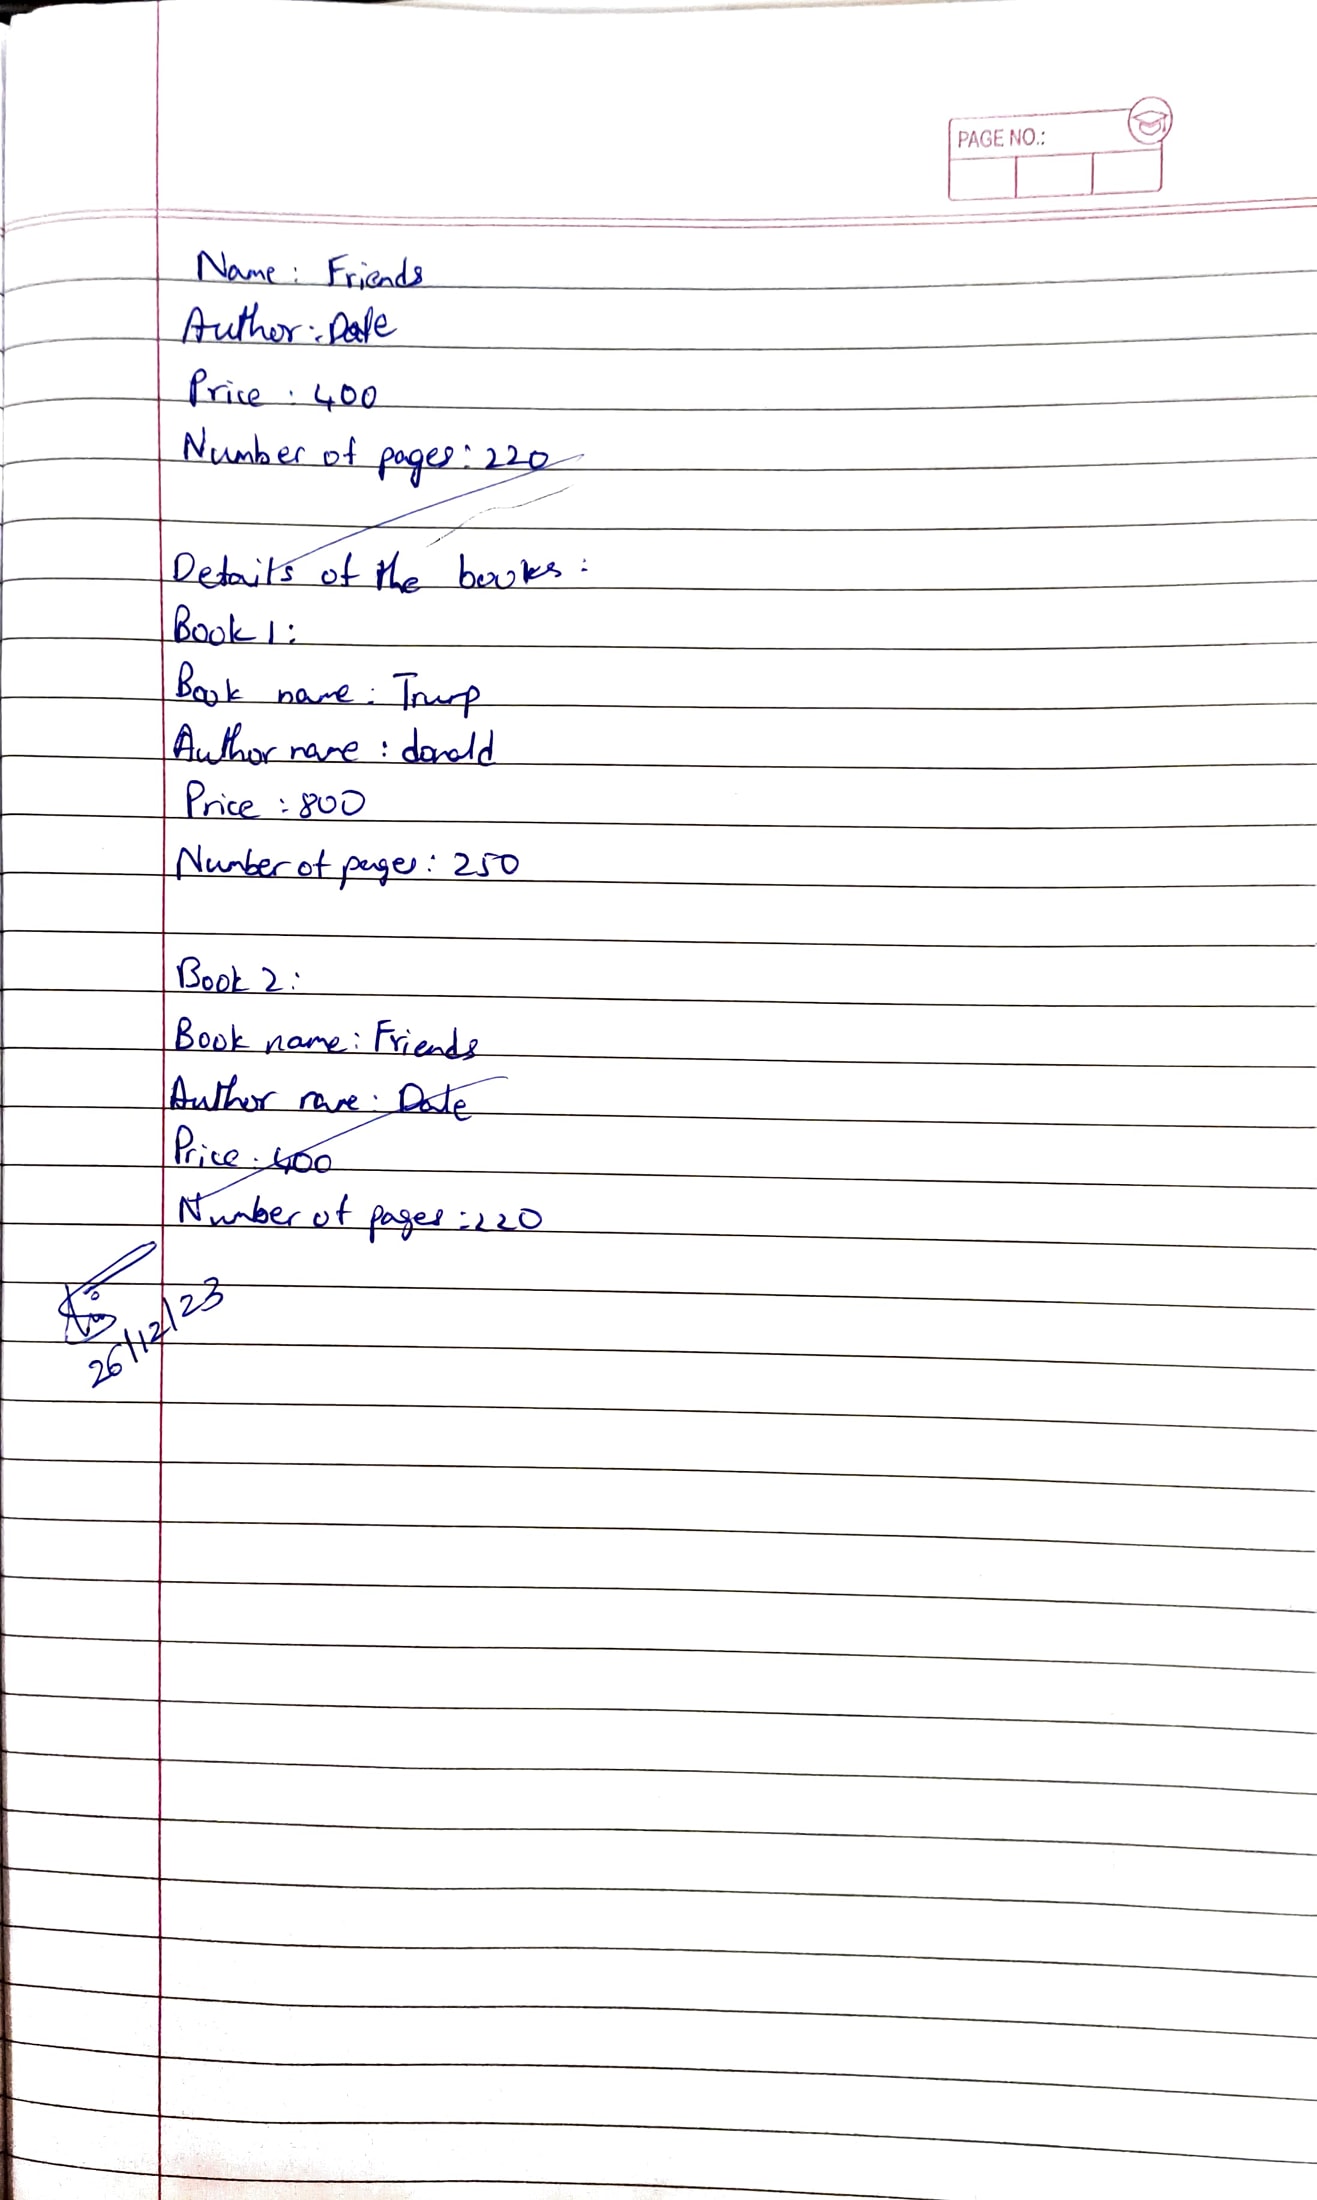 PAGE NO.:
Name: Friends
Author: Date
Price: 400
Number of pages: 220
Details of the books:
Book 1:
Book name: Trump
Author name: donald
Price: 800
Number of pages: 250
Book 2:
Book name: Friends
Author name: Date
Price: 400
Number of pages: 220
26/12/23